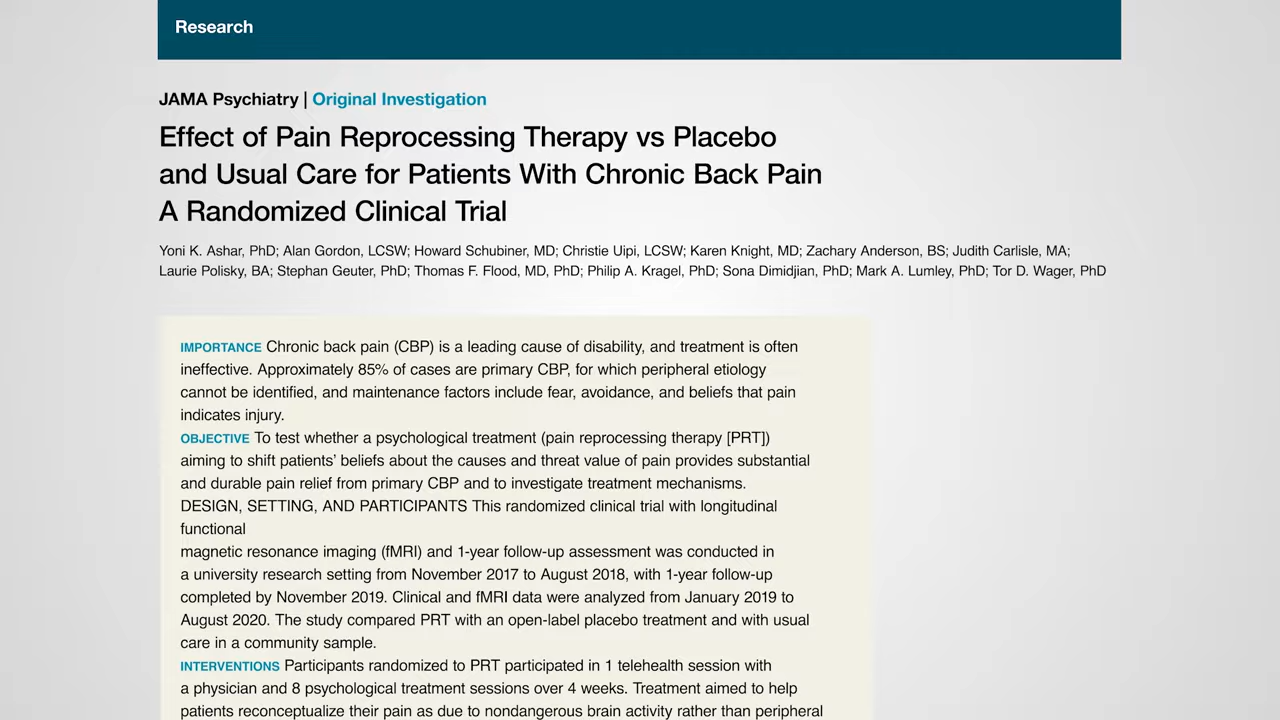 Research
JAMA Psychiatry | Original Investigation
Effect of Pain Reprocessing Therapy vs Placebo
and Usual Care for Patients With Chronic Back Pain
A Randomized Clinical Trial
Yoni K. Ashar, PhD; Alan Gordon, LCSW; Howard Schubiner, MD; Christie Uipi, LCSW; Karen Knight, MD; Zachary Anderson, BS; Judith Carlisle, MA;
Laurie Polisky, BA; Stephan Geuter, PhD; Thomas F. Flood, MD, PhD; Philip A. Kragel, PhD; Sona Dimidjian, PhD; Mark A. Lumley, PhD; Tor D. Wager, PhD
IMPORTANCE Chronic back pain (CBP) is a leading cause of disability, and treatment is often
ineffective. Approximately 85% of cases are primary CBP, for which peripheral etiology
cannot be identified, and maintenance factors include fear, avoidance, and beliefs that pain
indicates injury.
OBJECTIVE To test whether a psychological treatment (pain reprocessing therapy [PRT])
aiming to shift patients' beliefs about the causes and threat value of pain provides substantial
and durable pain relief from primary CBP and to investigate treatment mechanisms.
DESIGN, SETTING, AND PARTICIPANTS This randomized clinical trial with longitudinal
functional
magnetic resonance imaging (fMRI) and 1-year follow-up assessment was conducted in
a university research setting from November 2017 to August 2018, with 1-year follow-up
completed by November 2019. Clinical and fMRI data were analyzed from January 2019 to
August 2020. The study compared PRT with an open-label placebo treatment and with usual
care in a community sample.
INTERVENTIONS Participants randomized to PRT participated in 1 telehealth session with
a physician and 8 psychological treatment sessions over 4 weeks. Treatment aimed to help
patients reconceptualize their pain as due to nondangerous brain activity rather than peripheral